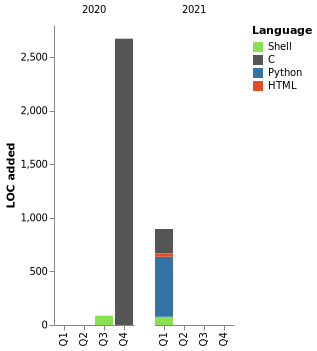 2020 2021
Language
Shell
C
Python
HTML
LOC added
2,500
2,000
1,500
1,000
500
0
Q1 Q2 Q3 Q4 Q1 Q2 Q3 Q4